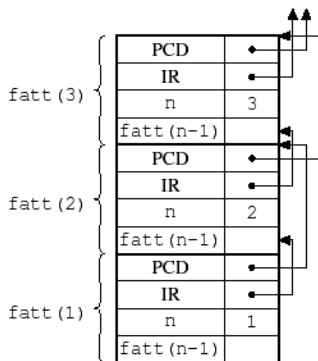 PCD
IR
fatt(3)
n 3
fatt(n-1)
PCD
IR
fatt(2)
n 2
fatt(n-1)
PCD
IR
fatt(1)
n 1
fatt(n-1)